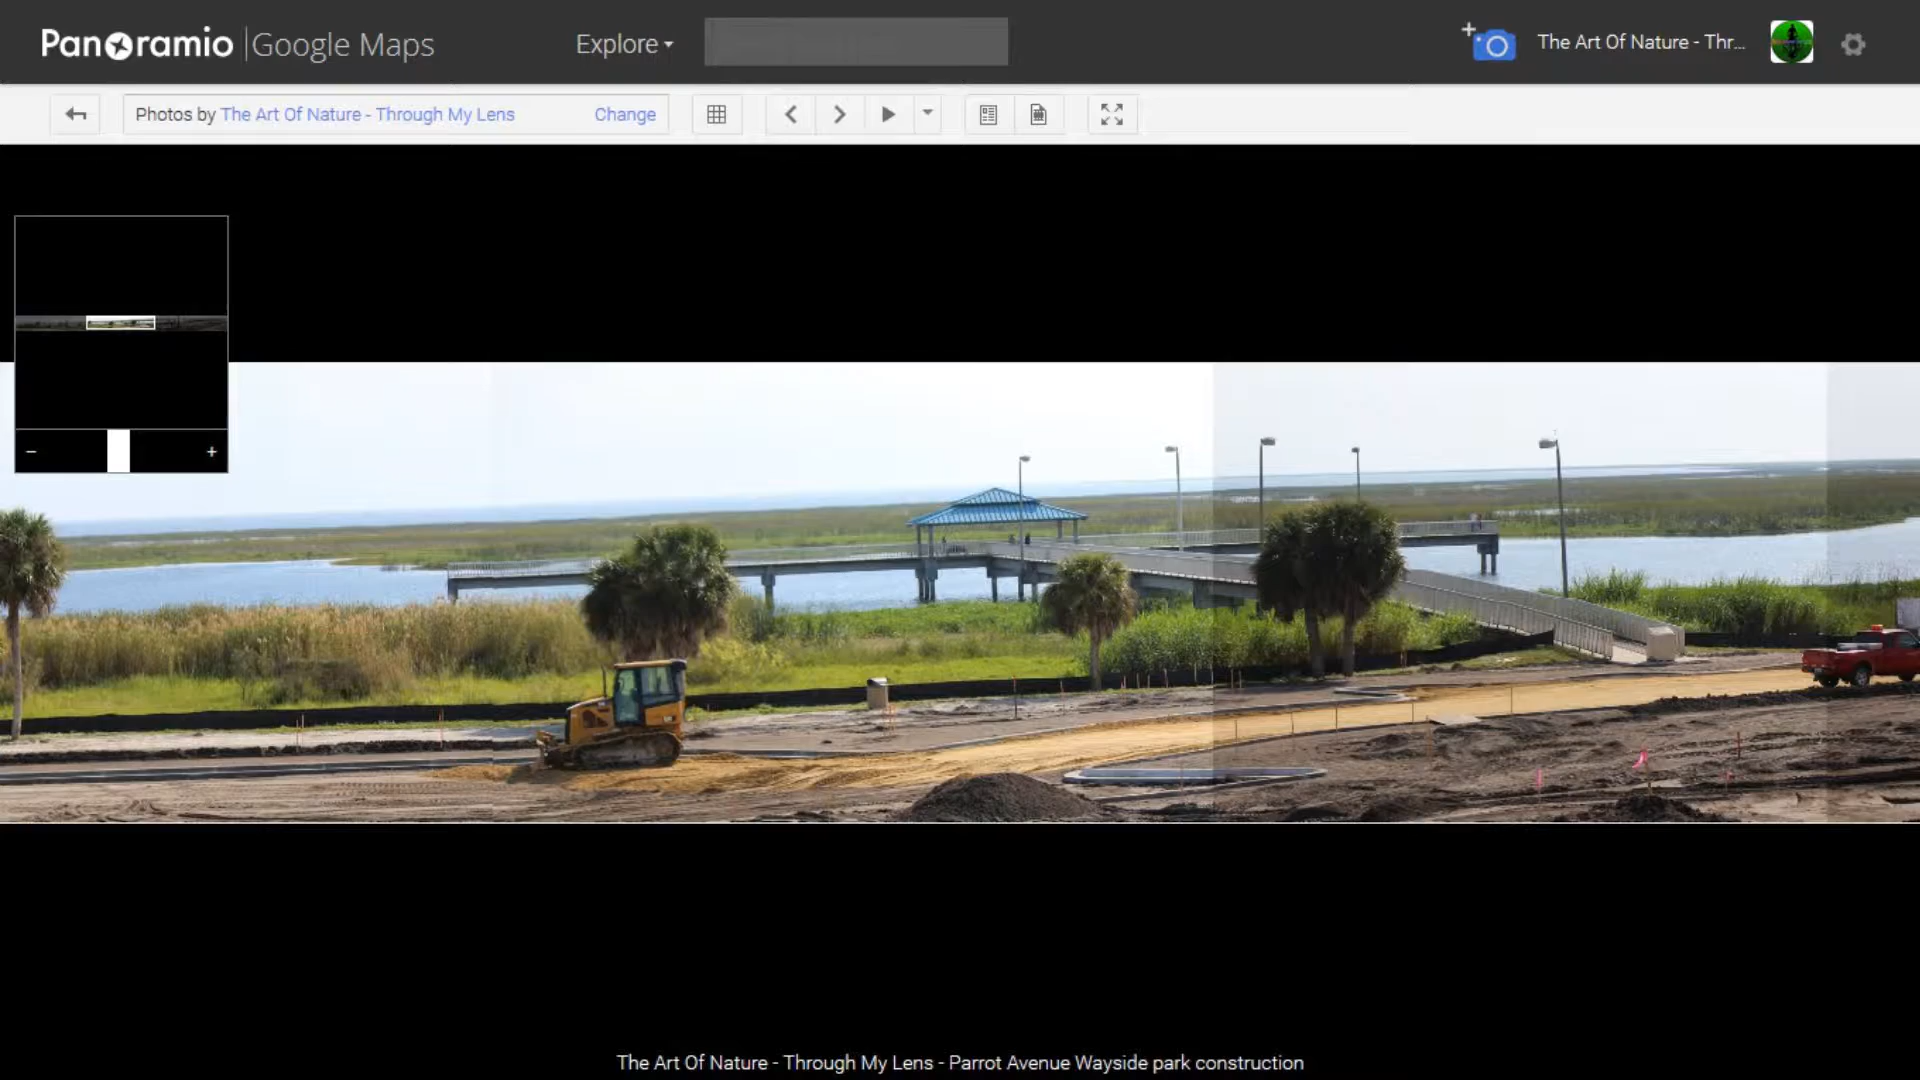 Panoramio Google Maps
Explore
The Art Of Nature - Thr...
Photos by The Art Of Nature - Through My Lens
Change
- +
The Art Of Nature - Through My Lens - Parrot Avenue Wayside park construction